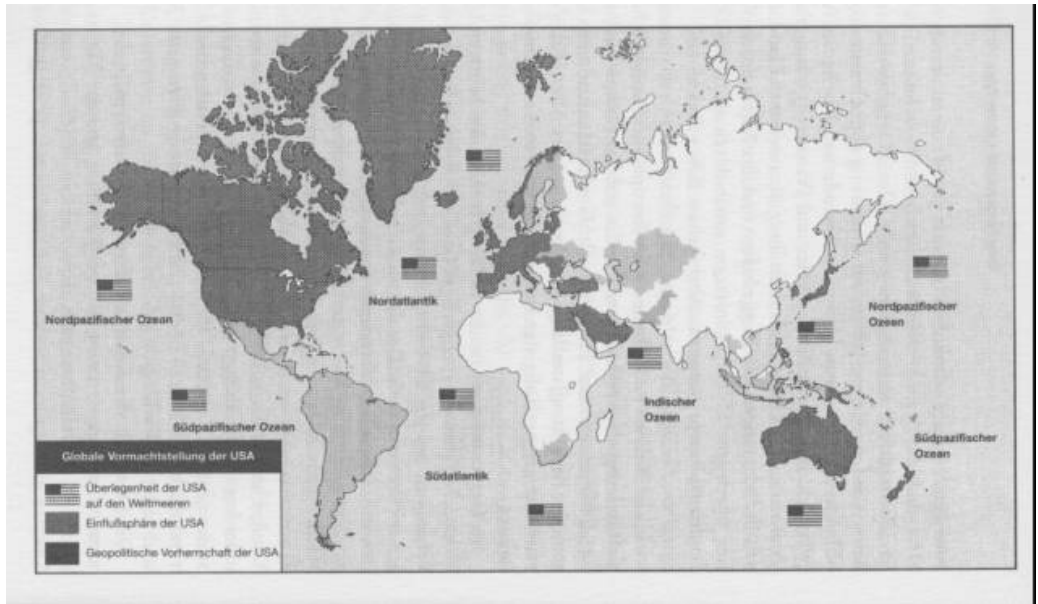 Nordatlantik
Nordpazifischer Ozean
Nordpazifischer
Ozean
Südpazifischer Ozean
Indischer
Ozean
Südpazifischer
Ozean
Südatlantik
Globale Vormachtstellung der USA
Überlegenheit der USA
auf den Weltmeeren
Einflußsphäre der USA
Geopolitische Vorherrschaft der USA